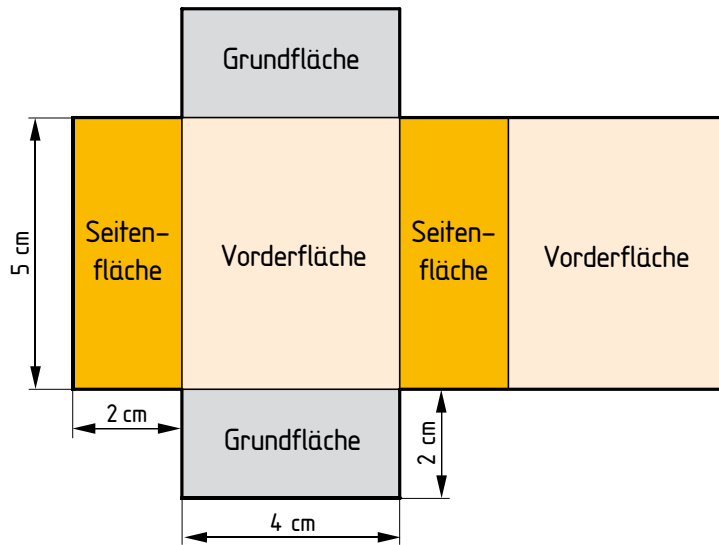 Grundfläche
5 cm
Seiten-
fläche
Vorderfläche
Seiten-
fläche
Vorderfläche
2 cm
Grundfläche
2 cm
4 cm